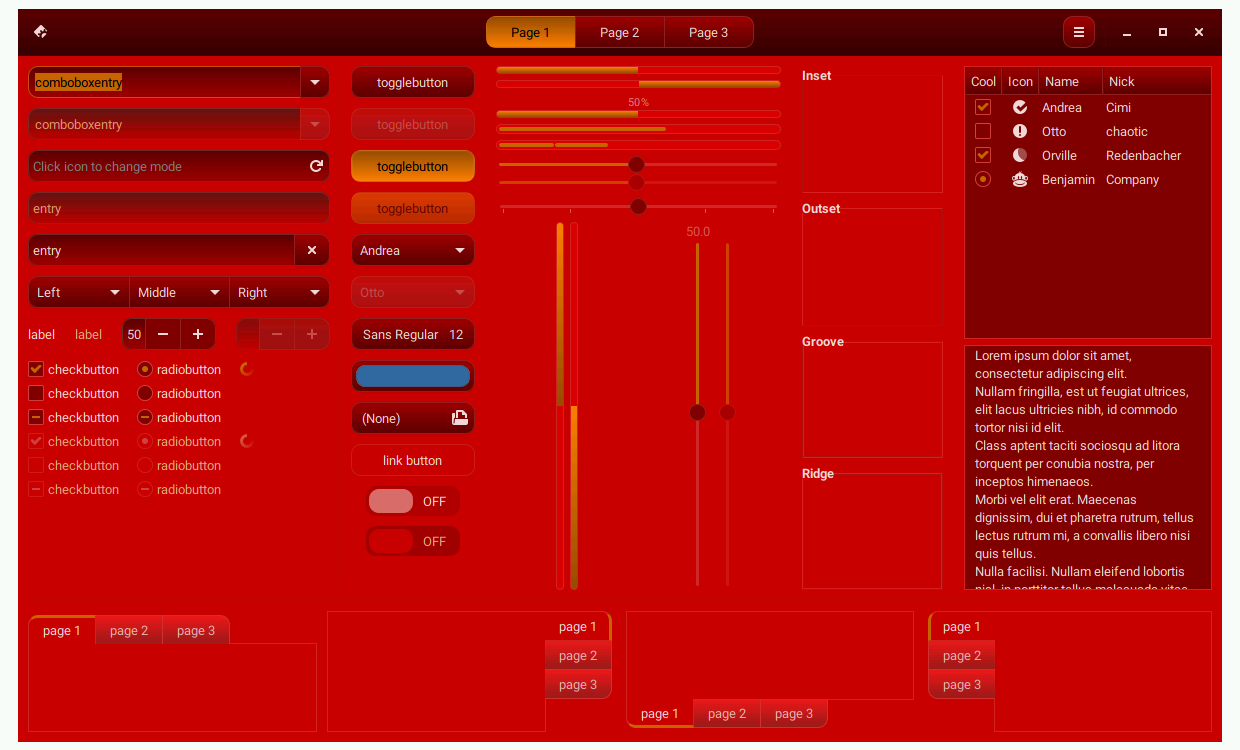 Page 1
Page 2
Page 3
comboboxentry
comboboxentry
Click icon to change mode
entry
entry
Left
Middle
Right
label
label
50
checkbutton
radiobutton
checkbutton
radiobutton
checkbutton
radiobutton
checkbutton
radiobutton
checkbutton
radiobutton
checkbutton
radiobutton
togglebutton
togglebutton
togglebutton
togglebutton
Andrea
Otto
Sans Regular 12
(None)
link button
OFF
OFF
50%
50.0
Inset
Outset
Groove
Ridge
Cool Icon Name Nick
Andrea Cimi
Otto chaotic
Orville Redenbacher
Benjamin Company
Lorem ipsum dolor sit amet,
consectetur adipiscing elit.
Nullam fringilla, est ut feugiat ultrices,
elit lacus ultricies nibh, id commodo
tortor nisi id elit.
Class aptent taciti sociosqu ad litora
torquent per conubia nostra, per
inceptos himenaeos.
Morbi vel elit erat. Maecenas
dignissim, dui et pharetra rutrum, tellus
lectus rutrum mi, a convallis libero nisi
quis tellus.
Nulla facilisi. Nullam eleifend lobortis
page 1
page 2
page 3
page 1
page 2
page 3
page 1
page 2
page 3
page 1
page 2
page 3